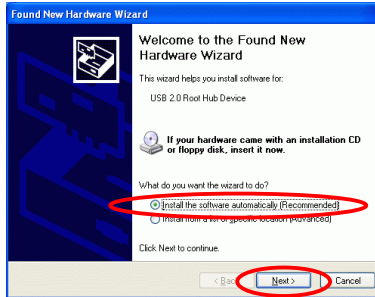 Found New Hardware Wizard
Welcome to the Found New
Hardware Wizard
This wizard helps you install software for:
USB 2.0 Root Hub Device
If your hardware came with an installation CD
or floppy disk, insert it now.
What do you want the wizard to do?
Install the software automatically (Recommended)
Install from a list or specific location (Advanced)
Click Next to continue.
< Back Next > Cancel